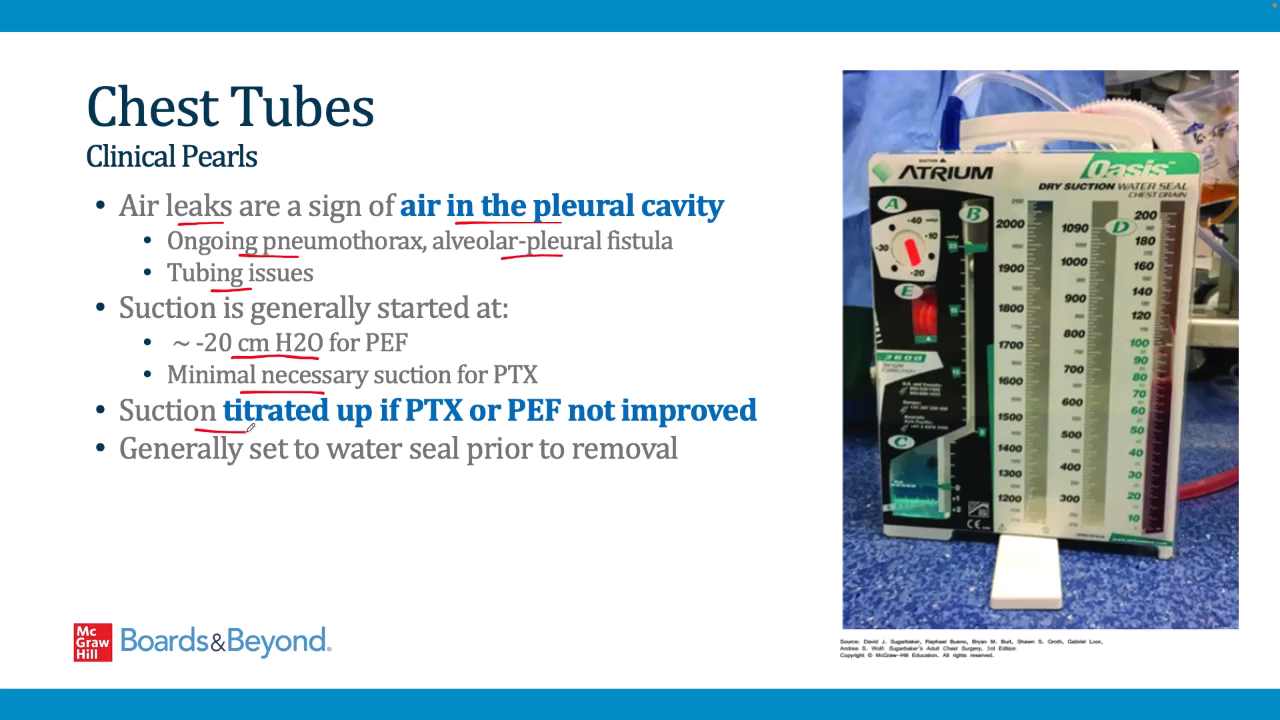 Chest Tubes
Clinical Pearls
• Air leaks are a sign of air in the pleural cavity
• Ongoing pneumothorax, alveolar-pleural fistula
• Tubing issues
• Suction is generally started at:
• ~ -20 cm H2O for PEF
• Minimal necessary suction for PTX
• Suction titrated up if PTX or PEF not improved
• Generally set to water seal prior to removal
Mc
Graw
Hill
Boards&Beyond®
ATRIUM
Oasis™
DRY SUCTION WATER SEAL
CHEST DRAIN
A
-40
-30
-10
-20
B
E
3600
C
CE
2000
1900
1800
1700
1600
1500
1400
1300
1200
1090
1000
900
800
700
600
500
400
300
D
200
180
160
140
120
100
90
80
70
60
50
40
30
20
10
Source: David J. Sugarbaker, Raphael Bueno, Bryan M. Burt, Shawn S. Groth, Gabriel Loor,
Andrea S. Wolf: Sugarbaker's Adult Chest Surgery, 3rd Edition
Copyright © McGraw-Hill Education. All rights reserved.